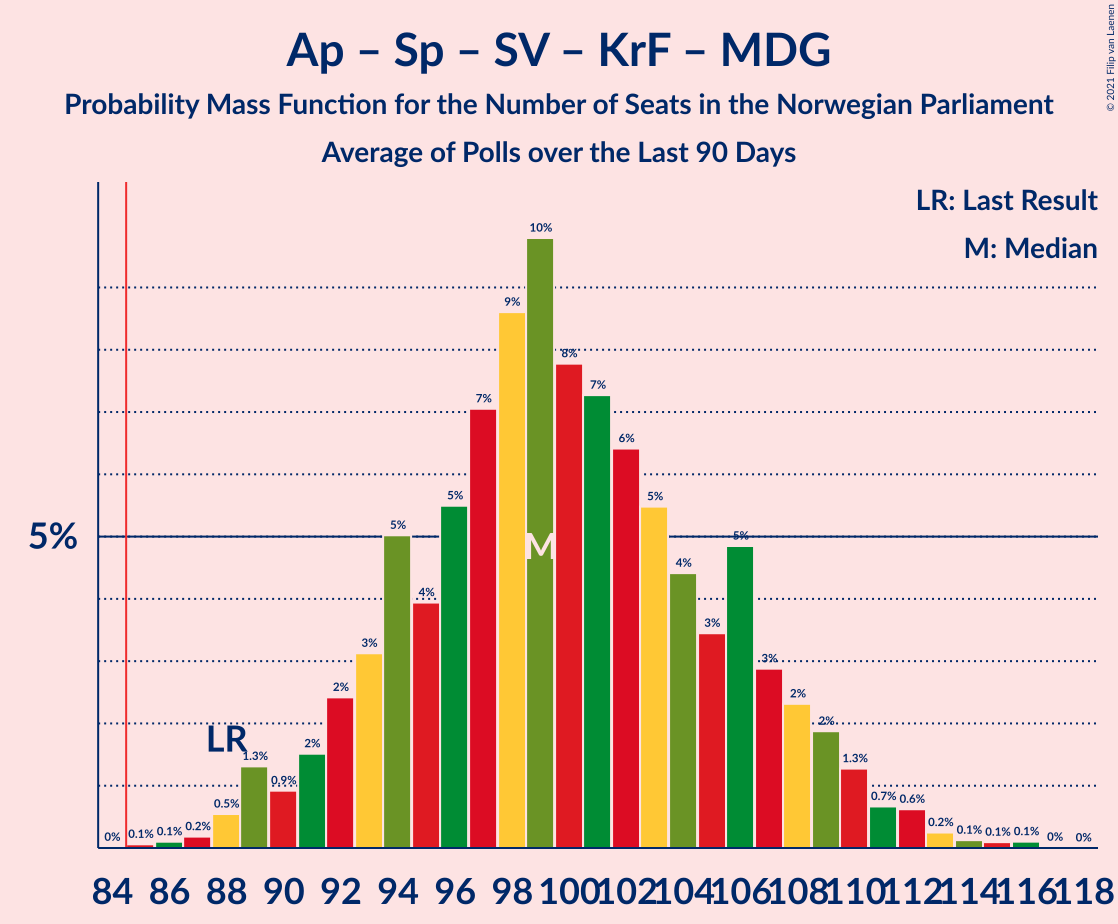 Ap – Sp – SV – KrF – MDG
Probability Mass Function for the Number of Seats in the Norwegian Parliament
Average of Polls over the Last 90 Days
© 2021 Filip van Laenen
LR: Last Result
M: Median
5%
LR
M
0% 0.1% 0.1% 0.2% 0.5% 1.3% 0.9% 2% 2% 3% 5% 4% 5% 7% 9% 10% 8% 7% 6% 5% 4% 3% 5% 3% 2% 2% 1.3% 0.7% 0.6% 0.2% 0.1% 0.1% 0.1% 0% 0%
84 86 88 90 92 94 96 98 100 102 104 106 108 110 112 114 116 118